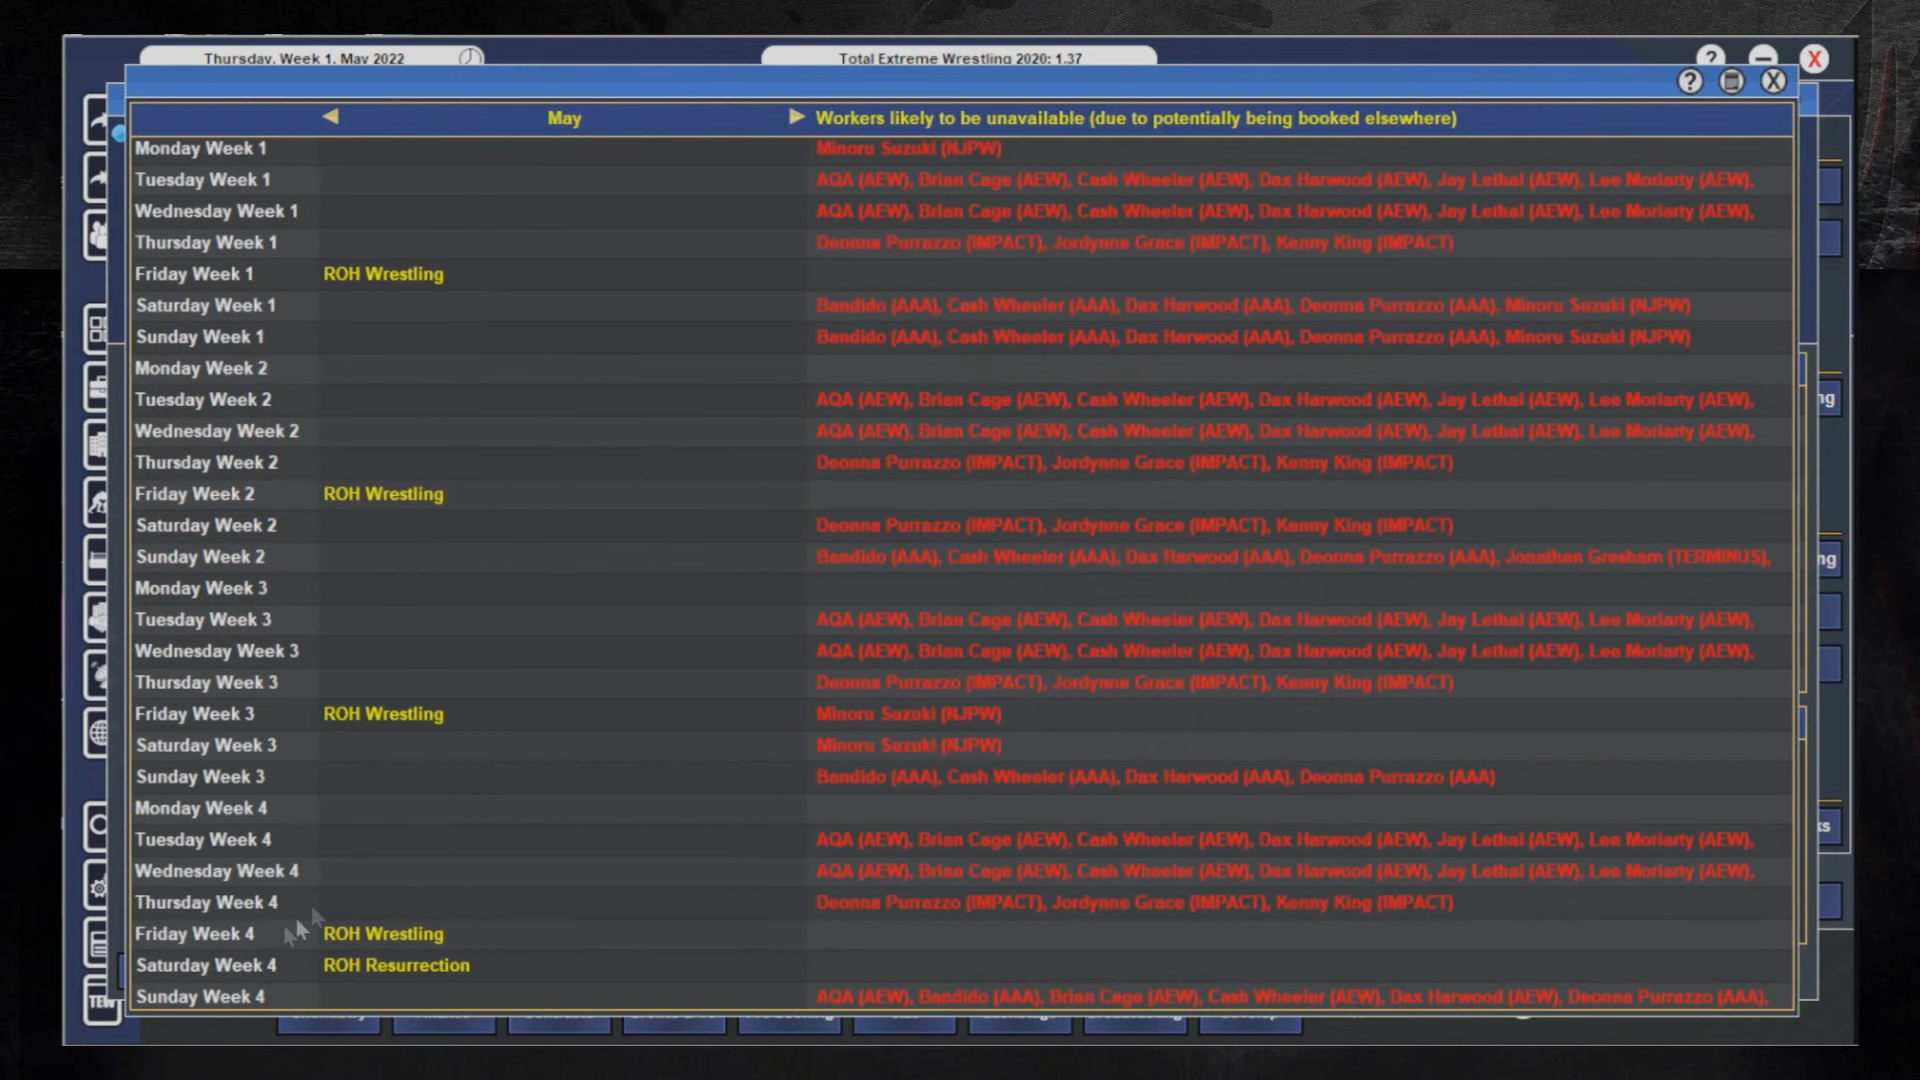 Thursday, Week 1, May 2022
Total Extreme Wrestling 2020: 1.37
May Workers likely to be unavailable (due to potentially being booked elsewhere)
Monday Week 1 Minoru Suzuki (NJPW)
Tuesday Week 1 AQA (AEW), Brian Cage (AEW), Cash Wheeler (AEW), Dax Harwood (AEW), Jay Lethal (AEW), Lee Moriarty (AEW),
Wednesday Week 1 AQA (AEW), Brian Cage (AEW), Cash Wheeler (AEW), Dax Harwood (AEW), Jay Lethal (AEW), Lee Moriarty (AEW),
Thursday Week 1 Deonna Purrazzo (IMPACT), Jordynne Grace (IMPACT), Kenny King (IMPACT)
Friday Week 1 ROH Wrestling
Saturday Week 1 Bandido (AAA), Cash Wheeler (AAA), Dax Harwood (AAA), Deonna Purrazzo (AAA), Minoru Suzuki (NJPW)
Sunday Week 1 Bandido (AAA), Cash Wheeler (AAA), Dax Harwood (AAA), Deonna Purrazzo (AAA), Minoru Suzuki (NJPW)
Monday Week 2
Tuesday Week 2 AQA (AEW), Brian Cage (AEW), Cash Wheeler (AEW), Dax Harwood (AEW), Jay Lethal (AEW), Lee Moriarty (AEW),
Wednesday Week 2 AQA (AEW), Brian Cage (AEW), Cash Wheeler (AEW), Dax Harwood (AEW), Jay Lethal (AEW), Lee Moriarty (AEW),
Thursday Week 2 Deonna Purrazzo (IMPACT), Jordynne Grace (IMPACT), Kenny King (IMPACT)
Friday Week 2 ROH Wrestling
Saturday Week 2 Deonna Purrazzo (IMPACT), Jordynne Grace (IMPACT), Kenny King (IMPACT)
Sunday Week 2 Bandido (AAA), Cash Wheeler (AAA), Dax Harwood (AAA), Deonna Purrazzo (AAA), Jonathan Gresham (TERMINUS),
Monday Week 3
Tuesday Week 3 AQA (AEW), Brian Cage (AEW), Cash Wheeler (AEW), Dax Harwood (AEW), Jay Lethal (AEW), Lee Moriarty (AEW),
Wednesday Week 3 AQA (AEW), Brian Cage (AEW), Cash Wheeler (AEW), Dax Harwood (AEW), Jay Lethal (AEW), Lee Moriarty (AEW),
Thursday Week 3 Deonna Purrazzo (IMPACT), Jordynne Grace (IMPACT), Kenny King (IMPACT)
Friday Week 3 ROH Wrestling Minoru Suzuki (NJPW)
Saturday Week 3 Minoru Suzuki (NJPW)
Sunday Week 3 Bandido (AAA), Cash Wheeler (AAA), Dax Harwood (AAA), Deonna Purrazzo (AAA)
Monday Week 4
Tuesday Week 4 AQA (AEW), Brian Cage (AEW), Cash Wheeler (AEW), Dax Harwood (AEW), Jay Lethal (AEW), Lee Moriarty (AEW),
Wednesday Week 4 AQA (AEW), Brian Cage (AEW), Cash Wheeler (AEW), Dax Harwood (AEW), Jay Lethal (AEW), Lee Moriarty (AEW),
Thursday Week 4 Deonna Purrazzo (IMPACT), Jordynne Grace (IMPACT), Kenny King (IMPACT)
Friday Week 4 ROH Wrestling
Saturday Week 4 ROH Resurrection
Sunday Week 4 AQA (AEW), Bandido (AAA), Brian Cage (AEW), Cash Wheeler (AEW), Dax Harwood (AEW), Deonna Purrazzo (AAA),
TEW